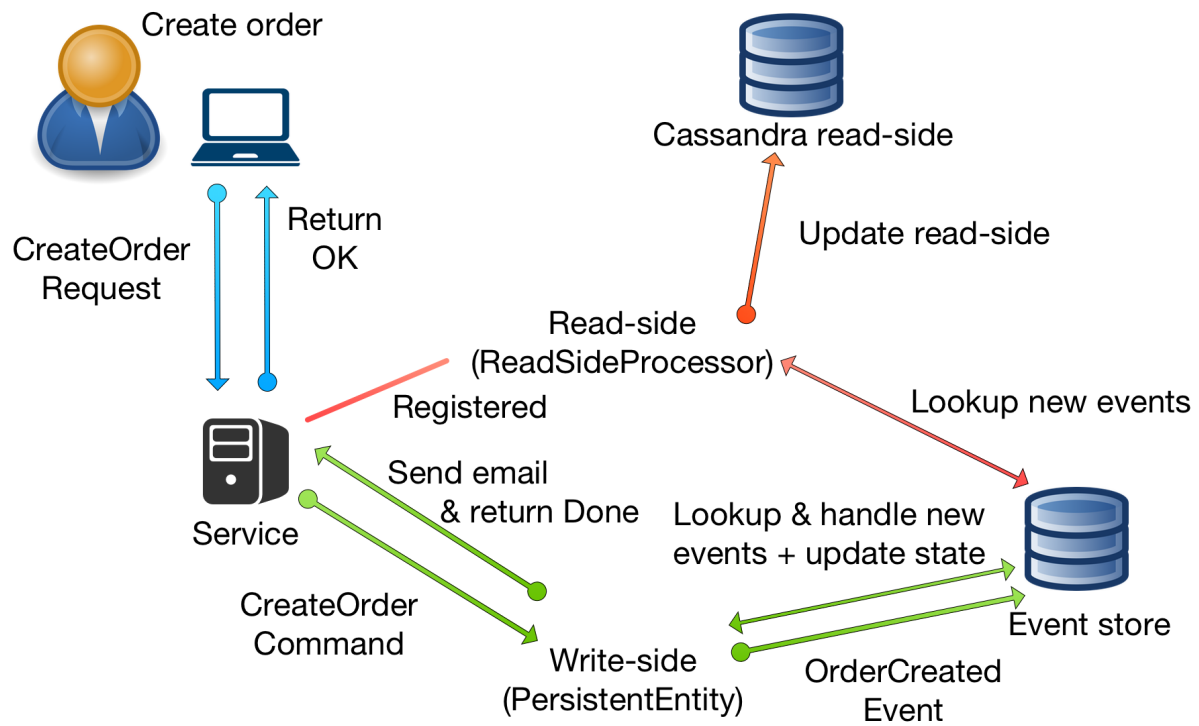 Create order
Cassandra read-side
CreateOrder
Request
Return
OK
Update read-side
Read-side
(ReadSideProcessor)
Registered
Lookup new events
Service
Send email
& return Done
Lookup & handle new
events + update state
CreateOrder
Command
Event store
Write-side
(PersistentEntity)
OrderCreated
Event